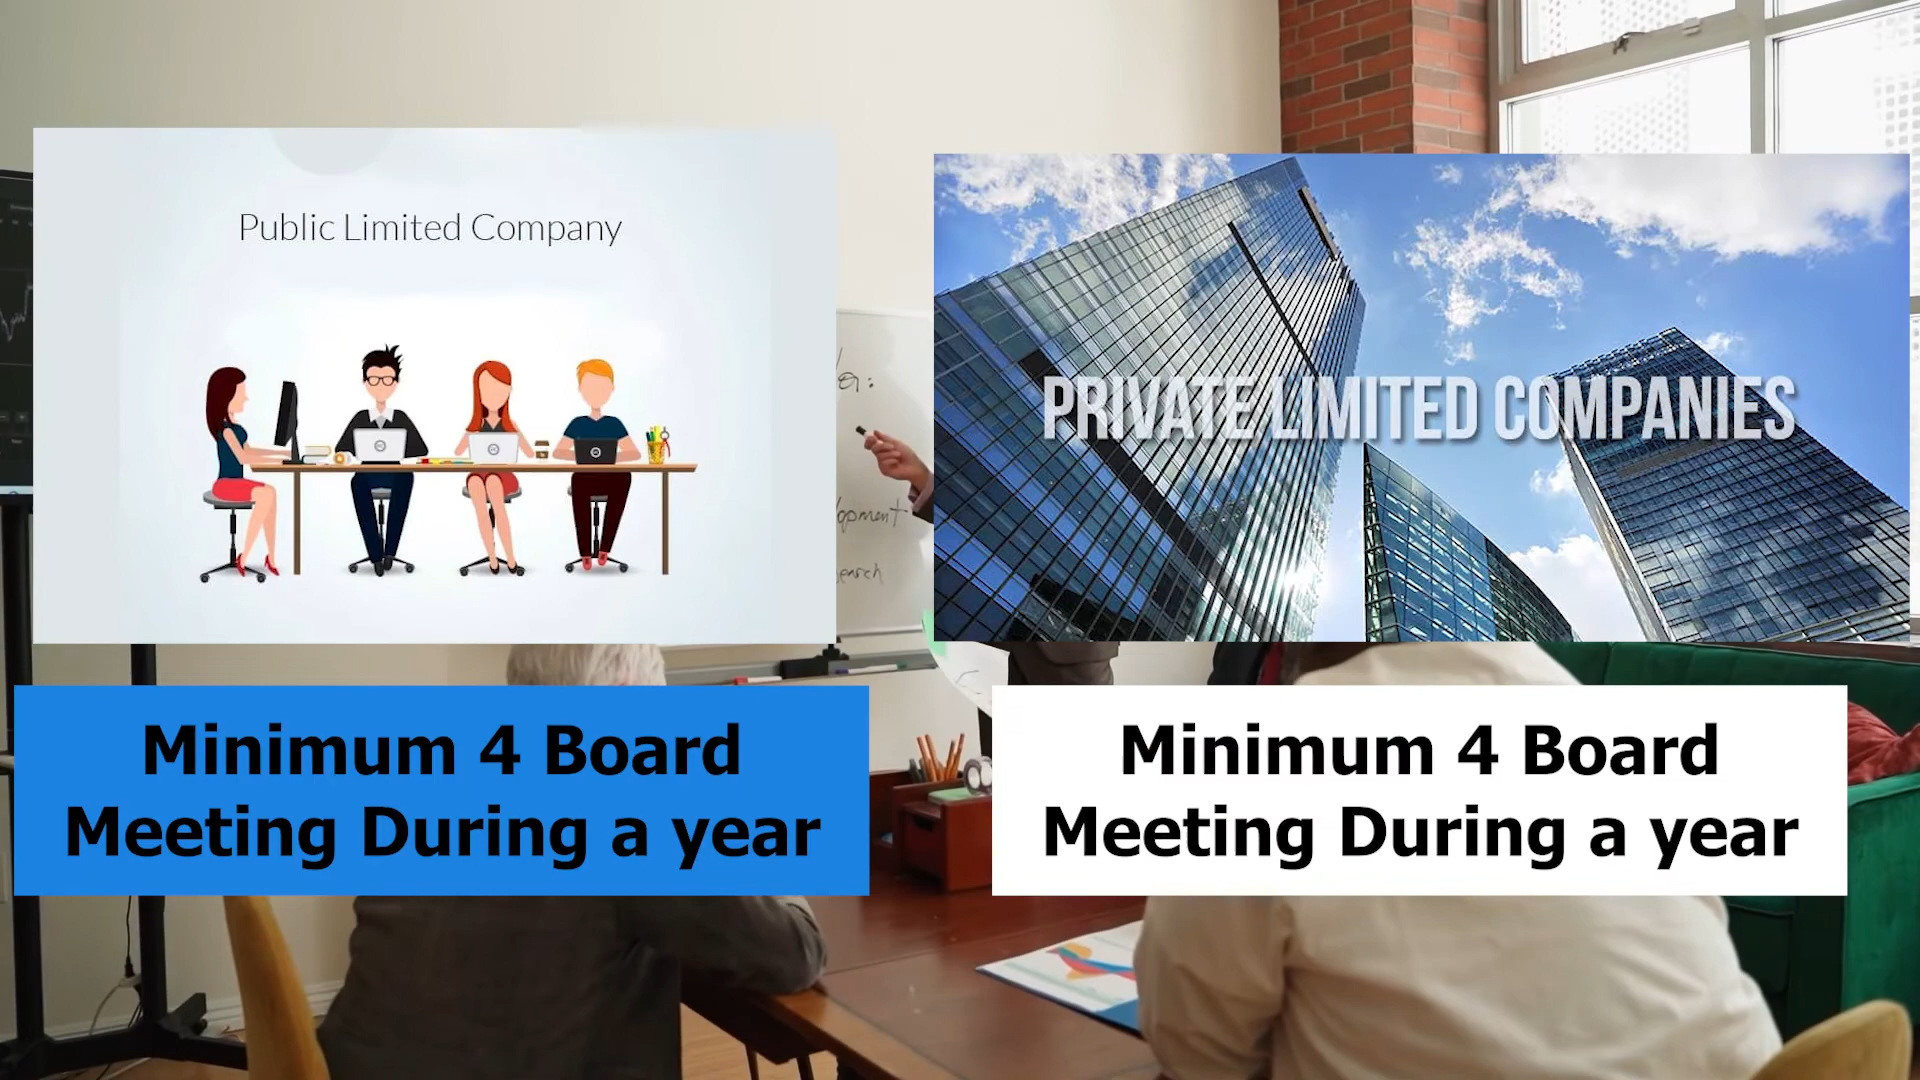 Public Limited Company
PRIVATE LIMITED COMPANIES
Minimum 4 Board
Meeting During a year
Minimum 4 Board
Meeting During a year